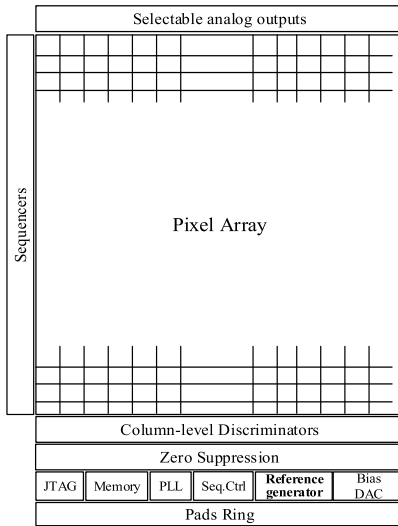 Selectable analog outputs
Sequencers
Pixel Array
Column-level Discriminators
Zero Suppression
JTAG
Memory
PLL
Seq.Ctrl
Reference
generator
Bias
DAC
Pads Ring